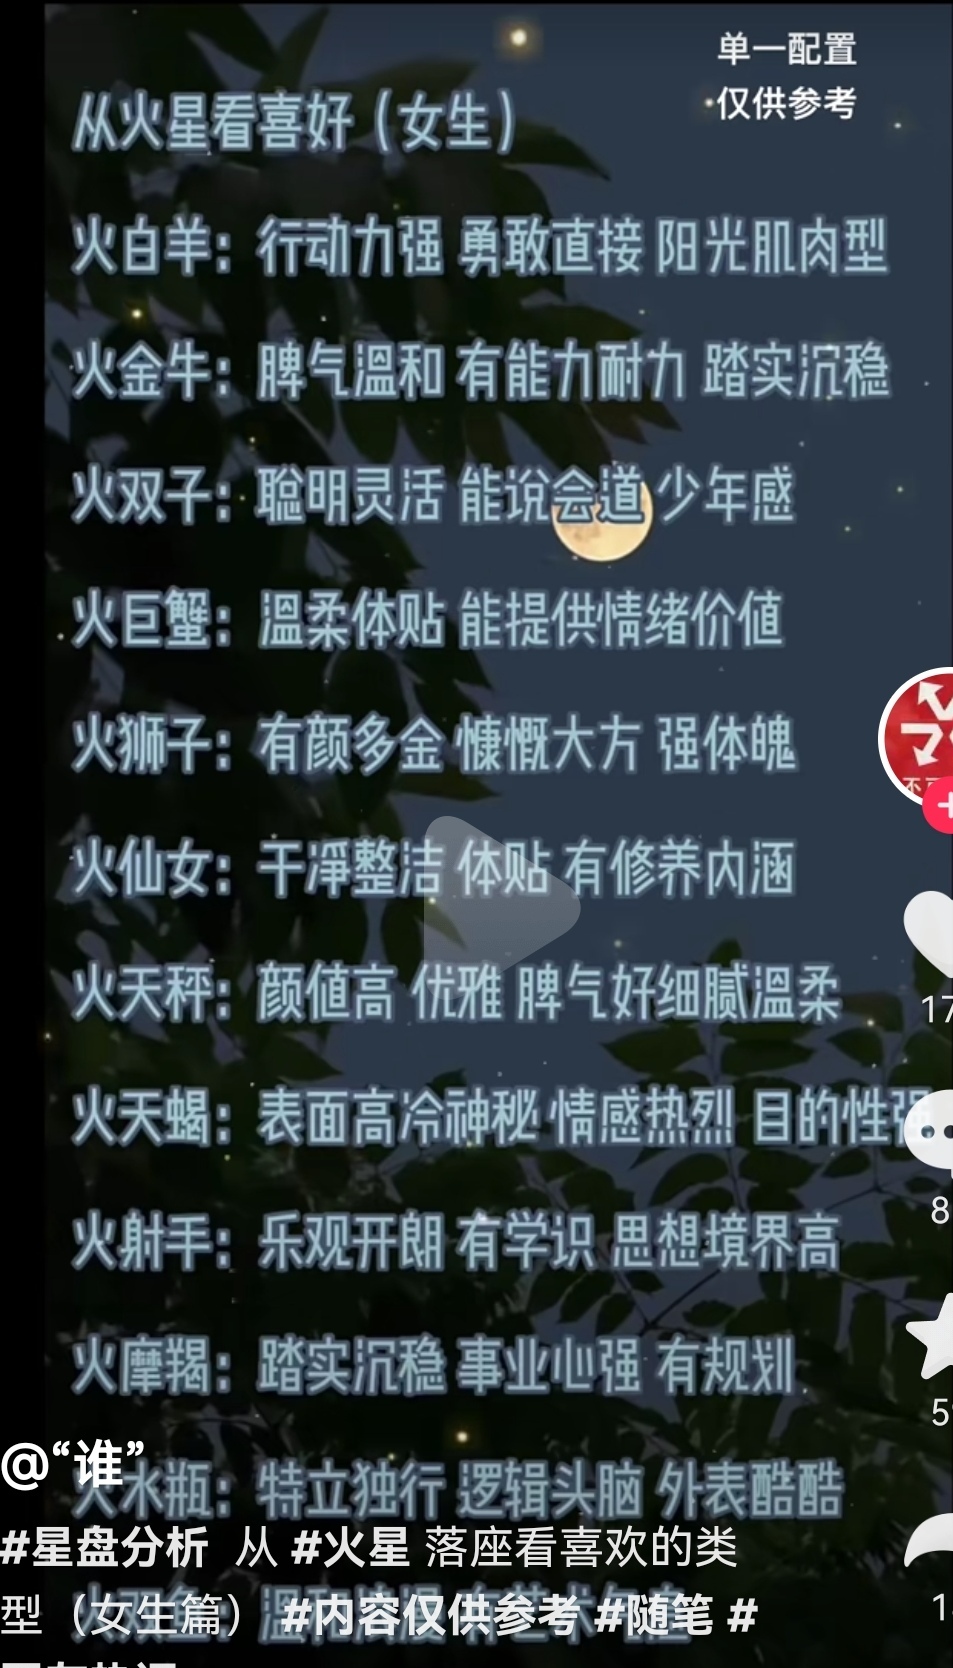 单一配置
仅供参考
从火星看喜好（女生）
火白羊：行动力强 勇敢直接 阳光肌肉型
火金牛：脾气温和 有能力耐力 踏实沉稳
火双子：聪明灵活 能说会道 少年感
火巨蟹：温柔体贴 能提供情绪价值
火狮子：有颜多金 慷慨大方 强体魄
火仙女：干净整洁 体贴 有修养内涵
火天秤：颜值高 优雅 脾气好细腻温柔
火天蝎：表面高冷神秘 情感热烈 目的性强
火射手：乐观开朗 有学识 思想境界高
火摩羯：踏实沉稳 事业心强 有规划
火水瓶：特立独行 逻辑头脑 外表酷酷
@“谁”
#星盘分析 从 #火星 落座看喜欢的类
型（女生篇） #内容仅供参考 #随笔 #
17
8
5
1